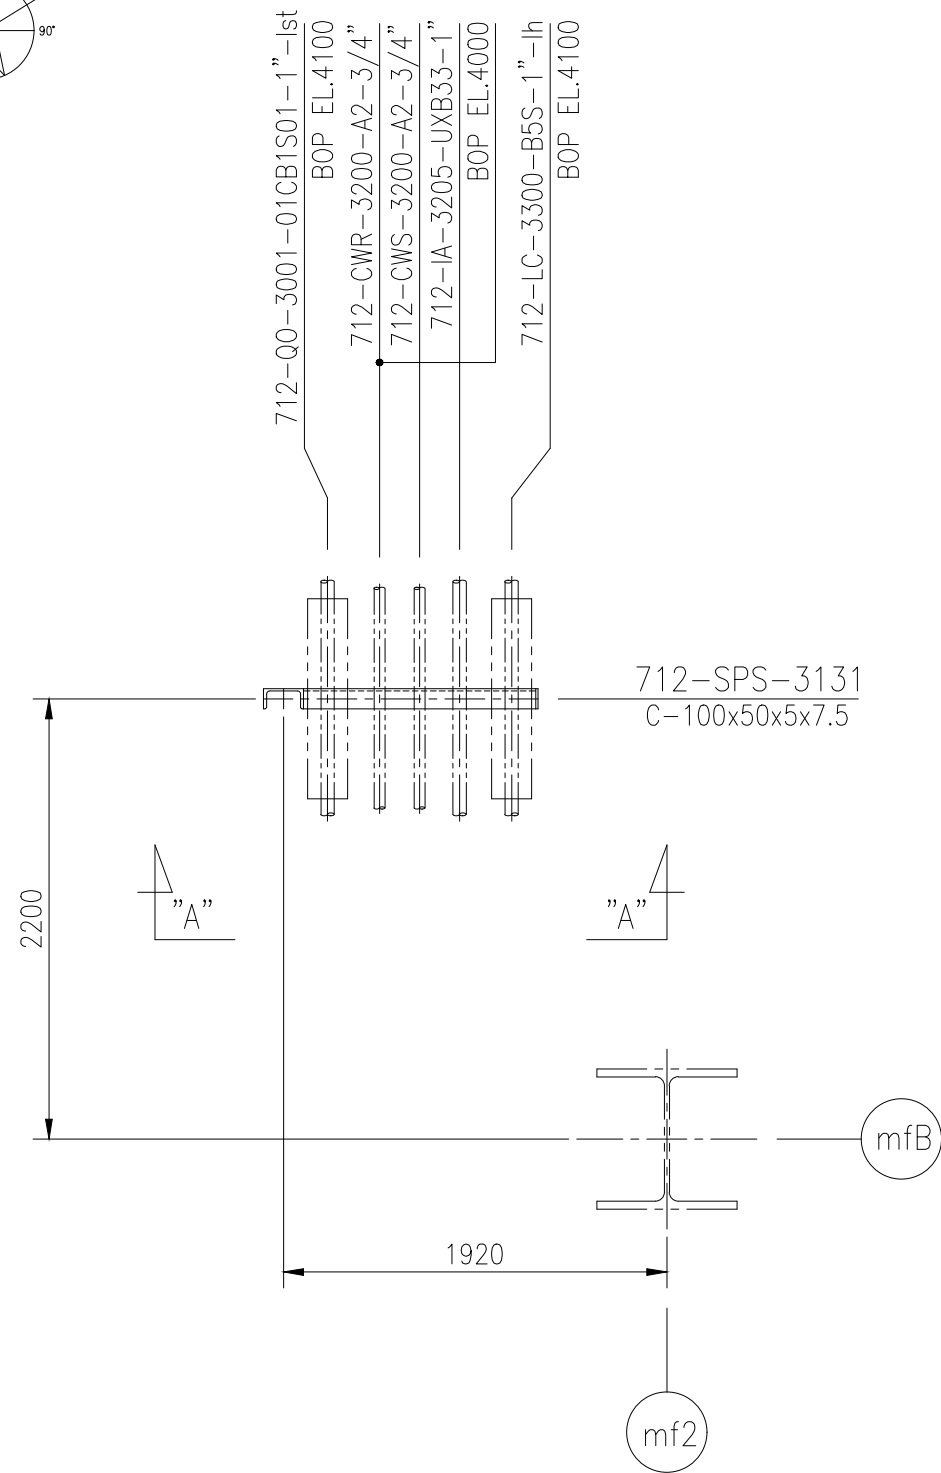 90°
712-QO-3001-01CB1S01-1"-Ist
BOP EL.4100
712-CWR-3200-A2-3/4"
712-CWS-3200-A2-3/4"
712-IA-3205-UXB33-1"
BOP EL.4000
712-LC-3300-B5S-1"-Ih
BOP EL.4100
712-SPS-3131
C-100x50x5x7.5
2200
"A"
"A"
mfB
1920
mf2